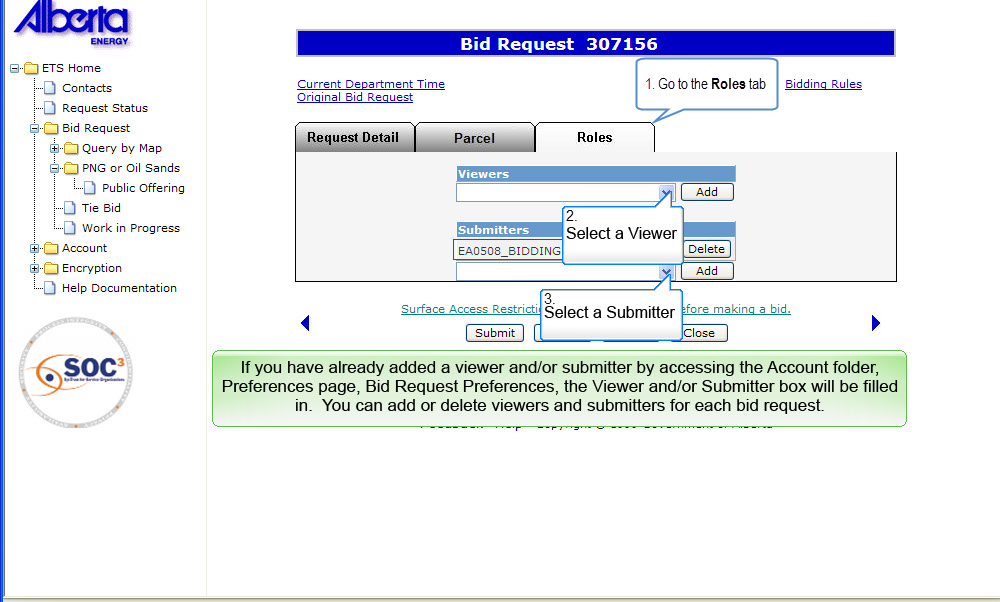 Alberta
ENERGY
ETS Home
Contacts
Request Status
Bid Request
Query by Map
PNG or Oil Sands
Public Offering
Tie Bid
Work in Progress
Account
Encryption
Help Documentation
SOC3
Bid Request 307156
Current Department Time
Original Bid Request
1. Go to the Roles tab
Bidding Rules
Request Detail
Parcel
Roles
Viewers
Add
2.
Select a Viewer
Submitters
EA0508_BIDDING
Delete
Add
3.
Select a Submitter
Surface Access
before making a bid.
Submit
Close
If you have already added a viewer and/or submitter by accessing the Account folder,
Preferences page, Bid Request Preferences, the Viewer and/or Submitter box will be filled
in. You can add or delete viewers and submitters for each bid request.